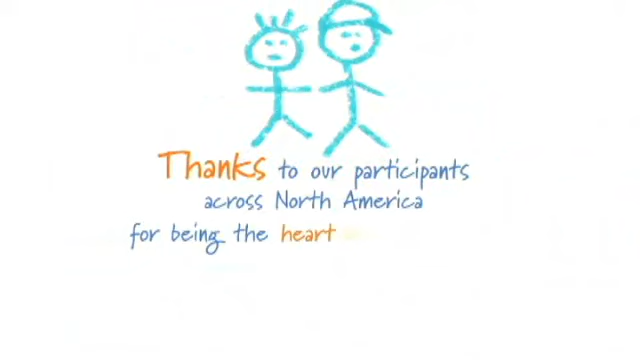 Thanks to our participants
across North America
for being the heart